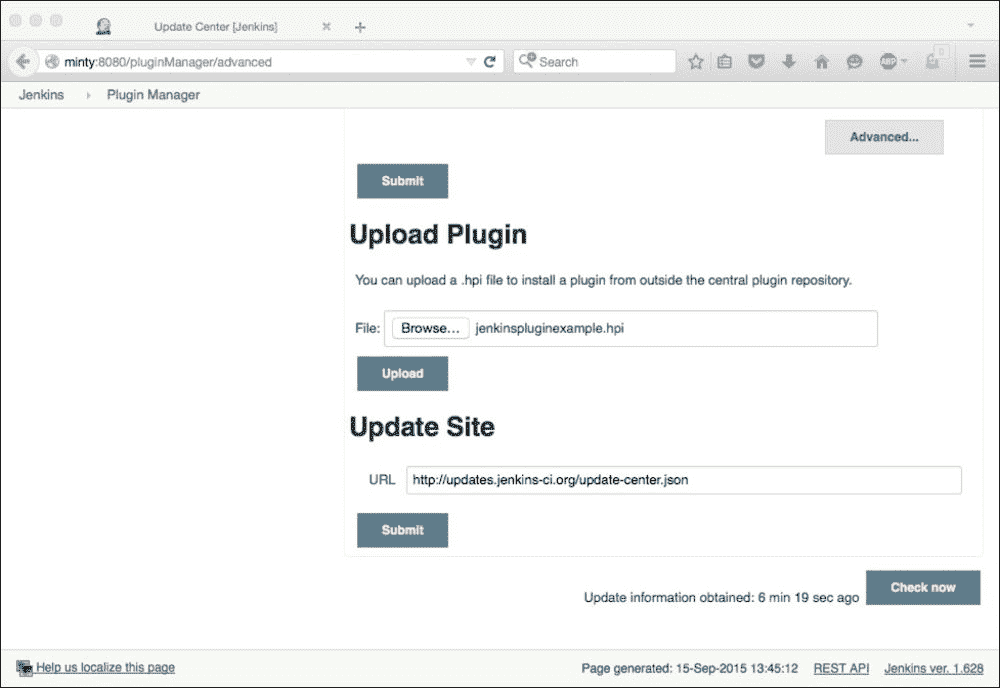 Update Center [Jenkins]
minty:8080/pluginManager/advanced
Search
ABP
0
Jenkins
Plugin Manager
Advanced...
Submit
Upload Plugin
You can upload a .hpi file to install a plugin from outside the central plugin repository.
File: Browse... jenkinspluginexample.hpi
Upload
Update Site
URL http://updates.jenkins-ci.org/update-center.json
Submit
Update information obtained: 6 min 19 sec ago Check now
Help us localize this page Page generated: 15-Sep-2015 13:45:12 REST API Jenkins ver. 1.628